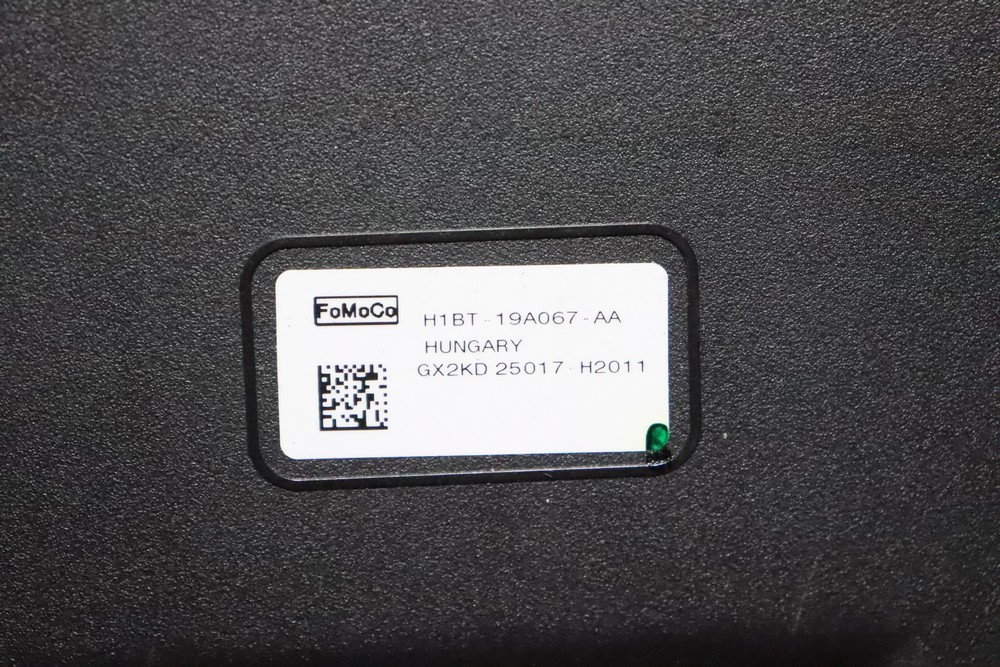 FoMoCo
H1BT - 19A067 - AA
HUNGARY
GX2KD 25017 - H2011